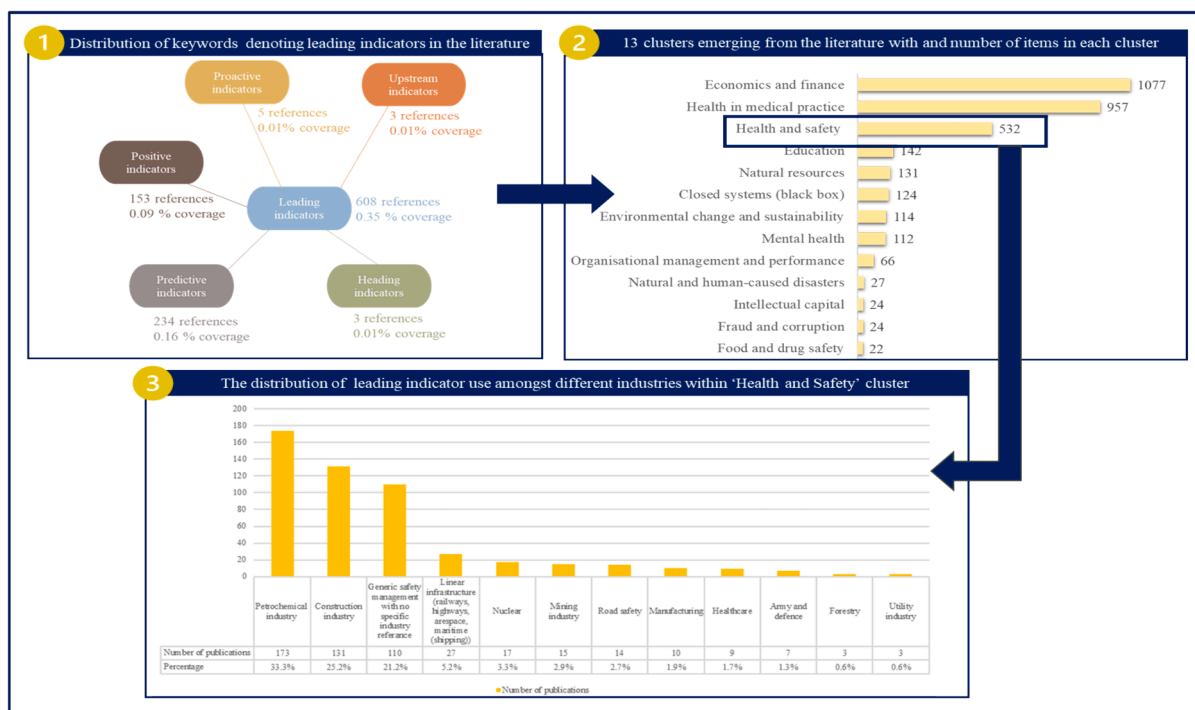 1
Distribution of keywords denoting leading indicators in the literature
Proactive
indicators
5 references
0.01% coverage
Upstream
indicators
3 references
0.01% coverage
Positive
indicators
153 references
0.09 % coverage
Leading
indicators
608 references
0.35 % coverage
Predictive
indicators
234 references
0.16 % coverage
Heading
indicators
3 references
0.01% coverage
2
13 clusters emerging from the literature with and number of items in each cluster
Economics and finance 1077
Health in medical practice 957
Health and safety 532
Education 142
Natural resources 131
Closed systems (black box) 124
Environmental change and sustainability 114
Mental health 112
Organisational management and performance 66
Natural and human-caused disasters 27
Intellectual capital 24
Fraud and corruption 24
Food and drug safety 22
3
The distribution of leading indicator use amongst different industries within 'Health and Safety' cluster
200
180
160
140
120
100
80
60
40
20
0
Petrochemical
industry
Construction
industry
Generic safety
management
with no
specific
industry
referance
Linear
infrastructure
(railways,
highways,
arespace,
maritime
(shipping))
Nuclear
Mining
industry
Road safety
Manufacturing
Healthcare
Army and
defence
Forestry
Utility
industry
Number of publications 173 131 110 27 17 15 14 10 9 7 3 3
Percentage 33.3% 25.2% 21.2% 5.2% 3.3% 2.9% 2.7% 1.9% 1.7% 1.3% 0.6% 0.6%
Number of publications